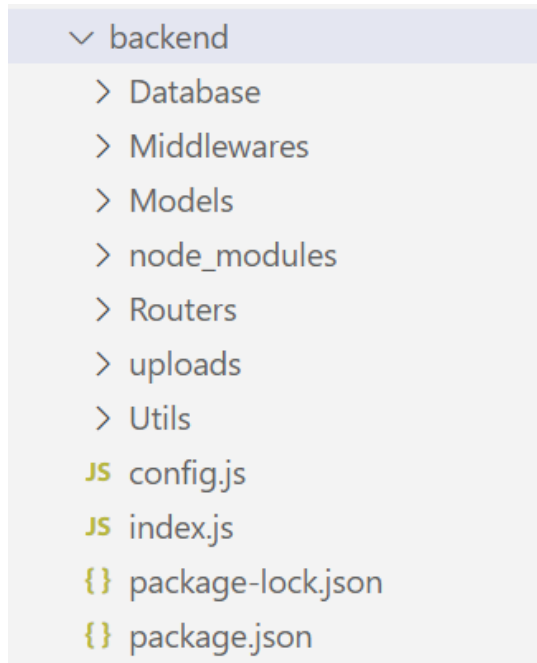 backend
Database
Middlewares
Models
node_modules
Routers
uploads
Utils
JS config.js
JS index.js
{} package-lock.json
{} package.json